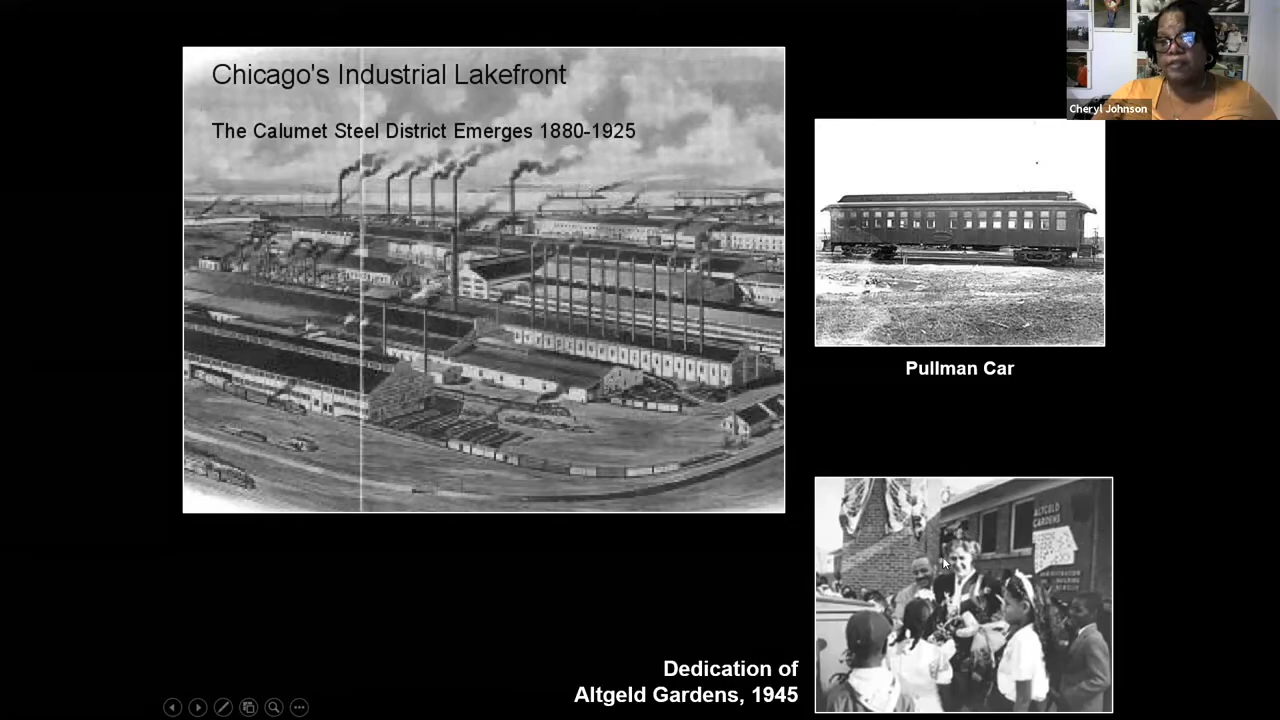 Chicago's Industrial Lakefront
The Calumet Steel District Emerges 1880-1925
Cheryl Johnson
Pullman Car
ALTGELD
GARDENS
Dedication of
Altgeld Gardens, 1945